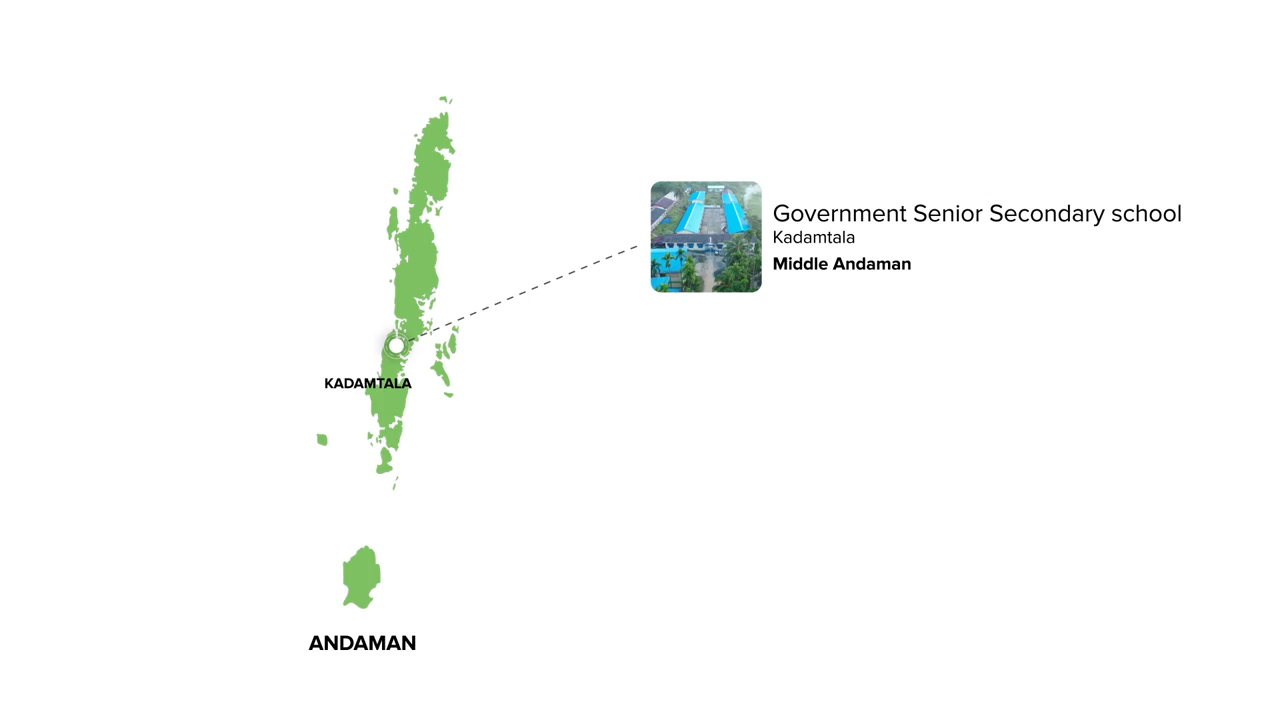 Government Senior Secondary school
Kadamtala
Middle Andaman
KADAMTALA
ANDAMAN